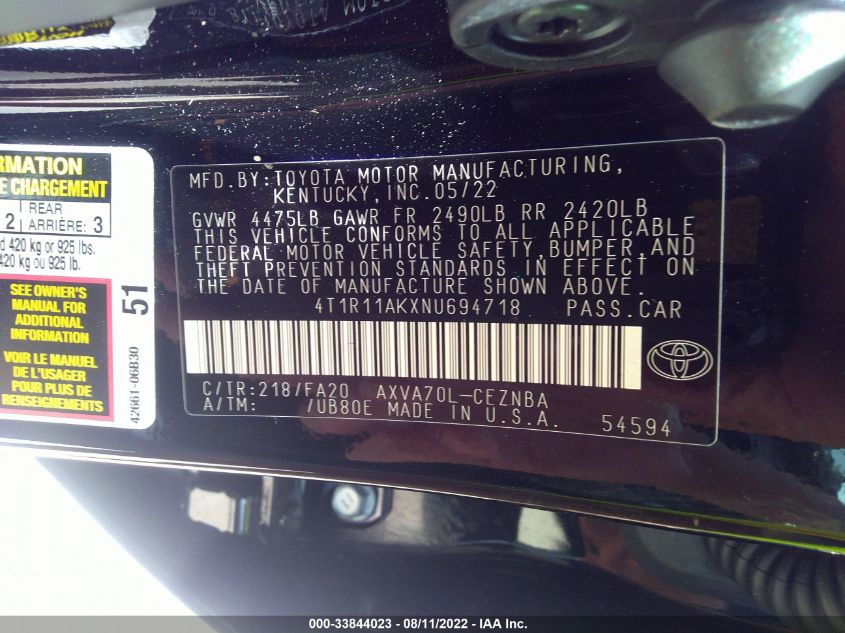 RMATION
E CHARGEMENT
2 | REAR
ARRIÈRE: 3
d 420 kg or 925 lbs.
420 kg ou 925 lb.
SEE OWNER'S
MANUAL FOR
ADDITIONAL
INFORMATION
VOIR LE MANUEL
DE L'USAGER
POUR PLUS DE
RENSEIGNEMENTS
51
42661-06B30
MFD.BY:TOYOTA MOTOR MANUFACTURING,
KENTUCKY, INC.05/22
GVWR 4475LB GAWR FR 2490LB RR 2420LB
THIS VEHICLE CONFORMS TO ALL APPLICABLE
FEDERAL MOTOR VEHICLE SAFETY, BUMPER, AND
THEFT PREVENTION STANDARDS IN EFFECT ON
THE DATE OF MANUFACTURE SHOWN ABOVE.
4T1R11AKXNU694718 PASS.CAR
C/TR:218/FA20 AXVA70L-CEZNBA
A/TM: /UB80E MADE IN U.S.A.
54594
000-33844023 - 08/11/2022 - IAA Inc.